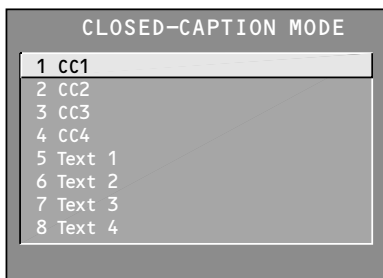 CLOSED–CAPTION MODE
1 CC1
2 CC2
3 CC3
4 CC4
5 Text 1
6 Text 2
7 Text 3
8 Text 4